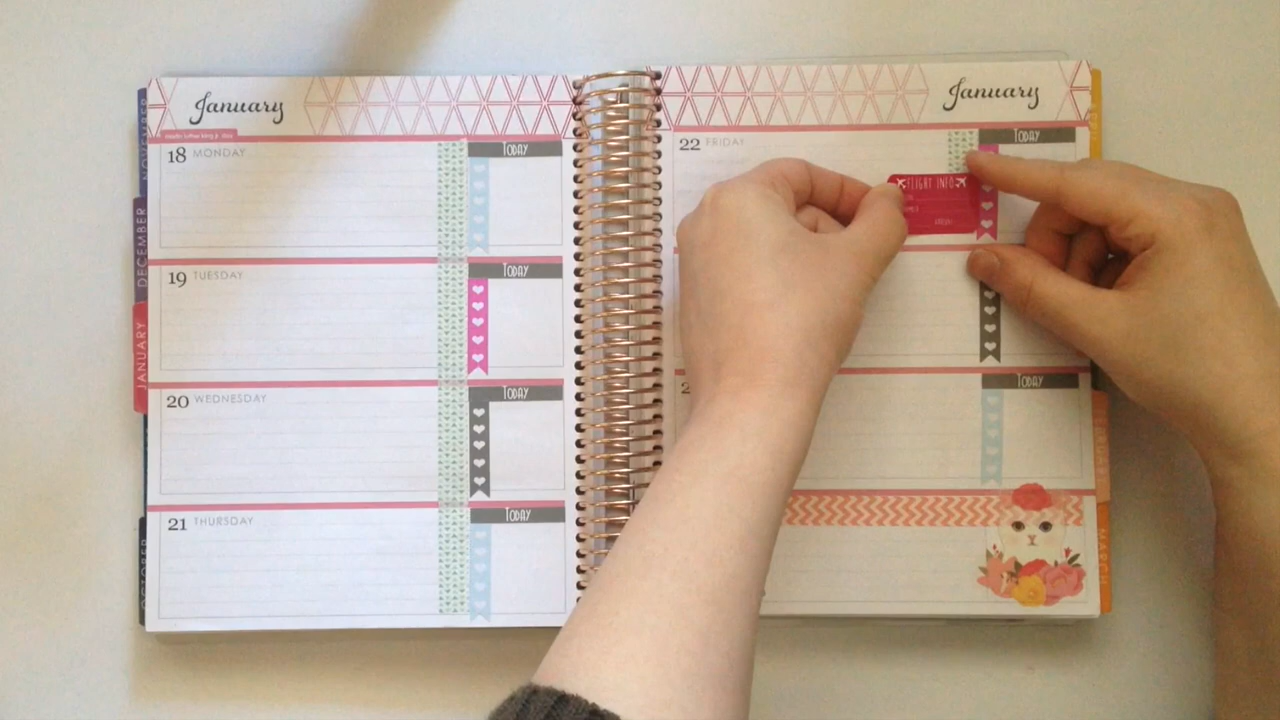 January
18 MONDAY
Today
19 TUESDAY
Today
20 WEDNESDAY
Today
21 THURSDAY
Today
January
22 FRIDAY
Today
FLIGHT INFO
Today
NOVEMBER
DECEMBER
JANUARY
OCTOBER
MARCH